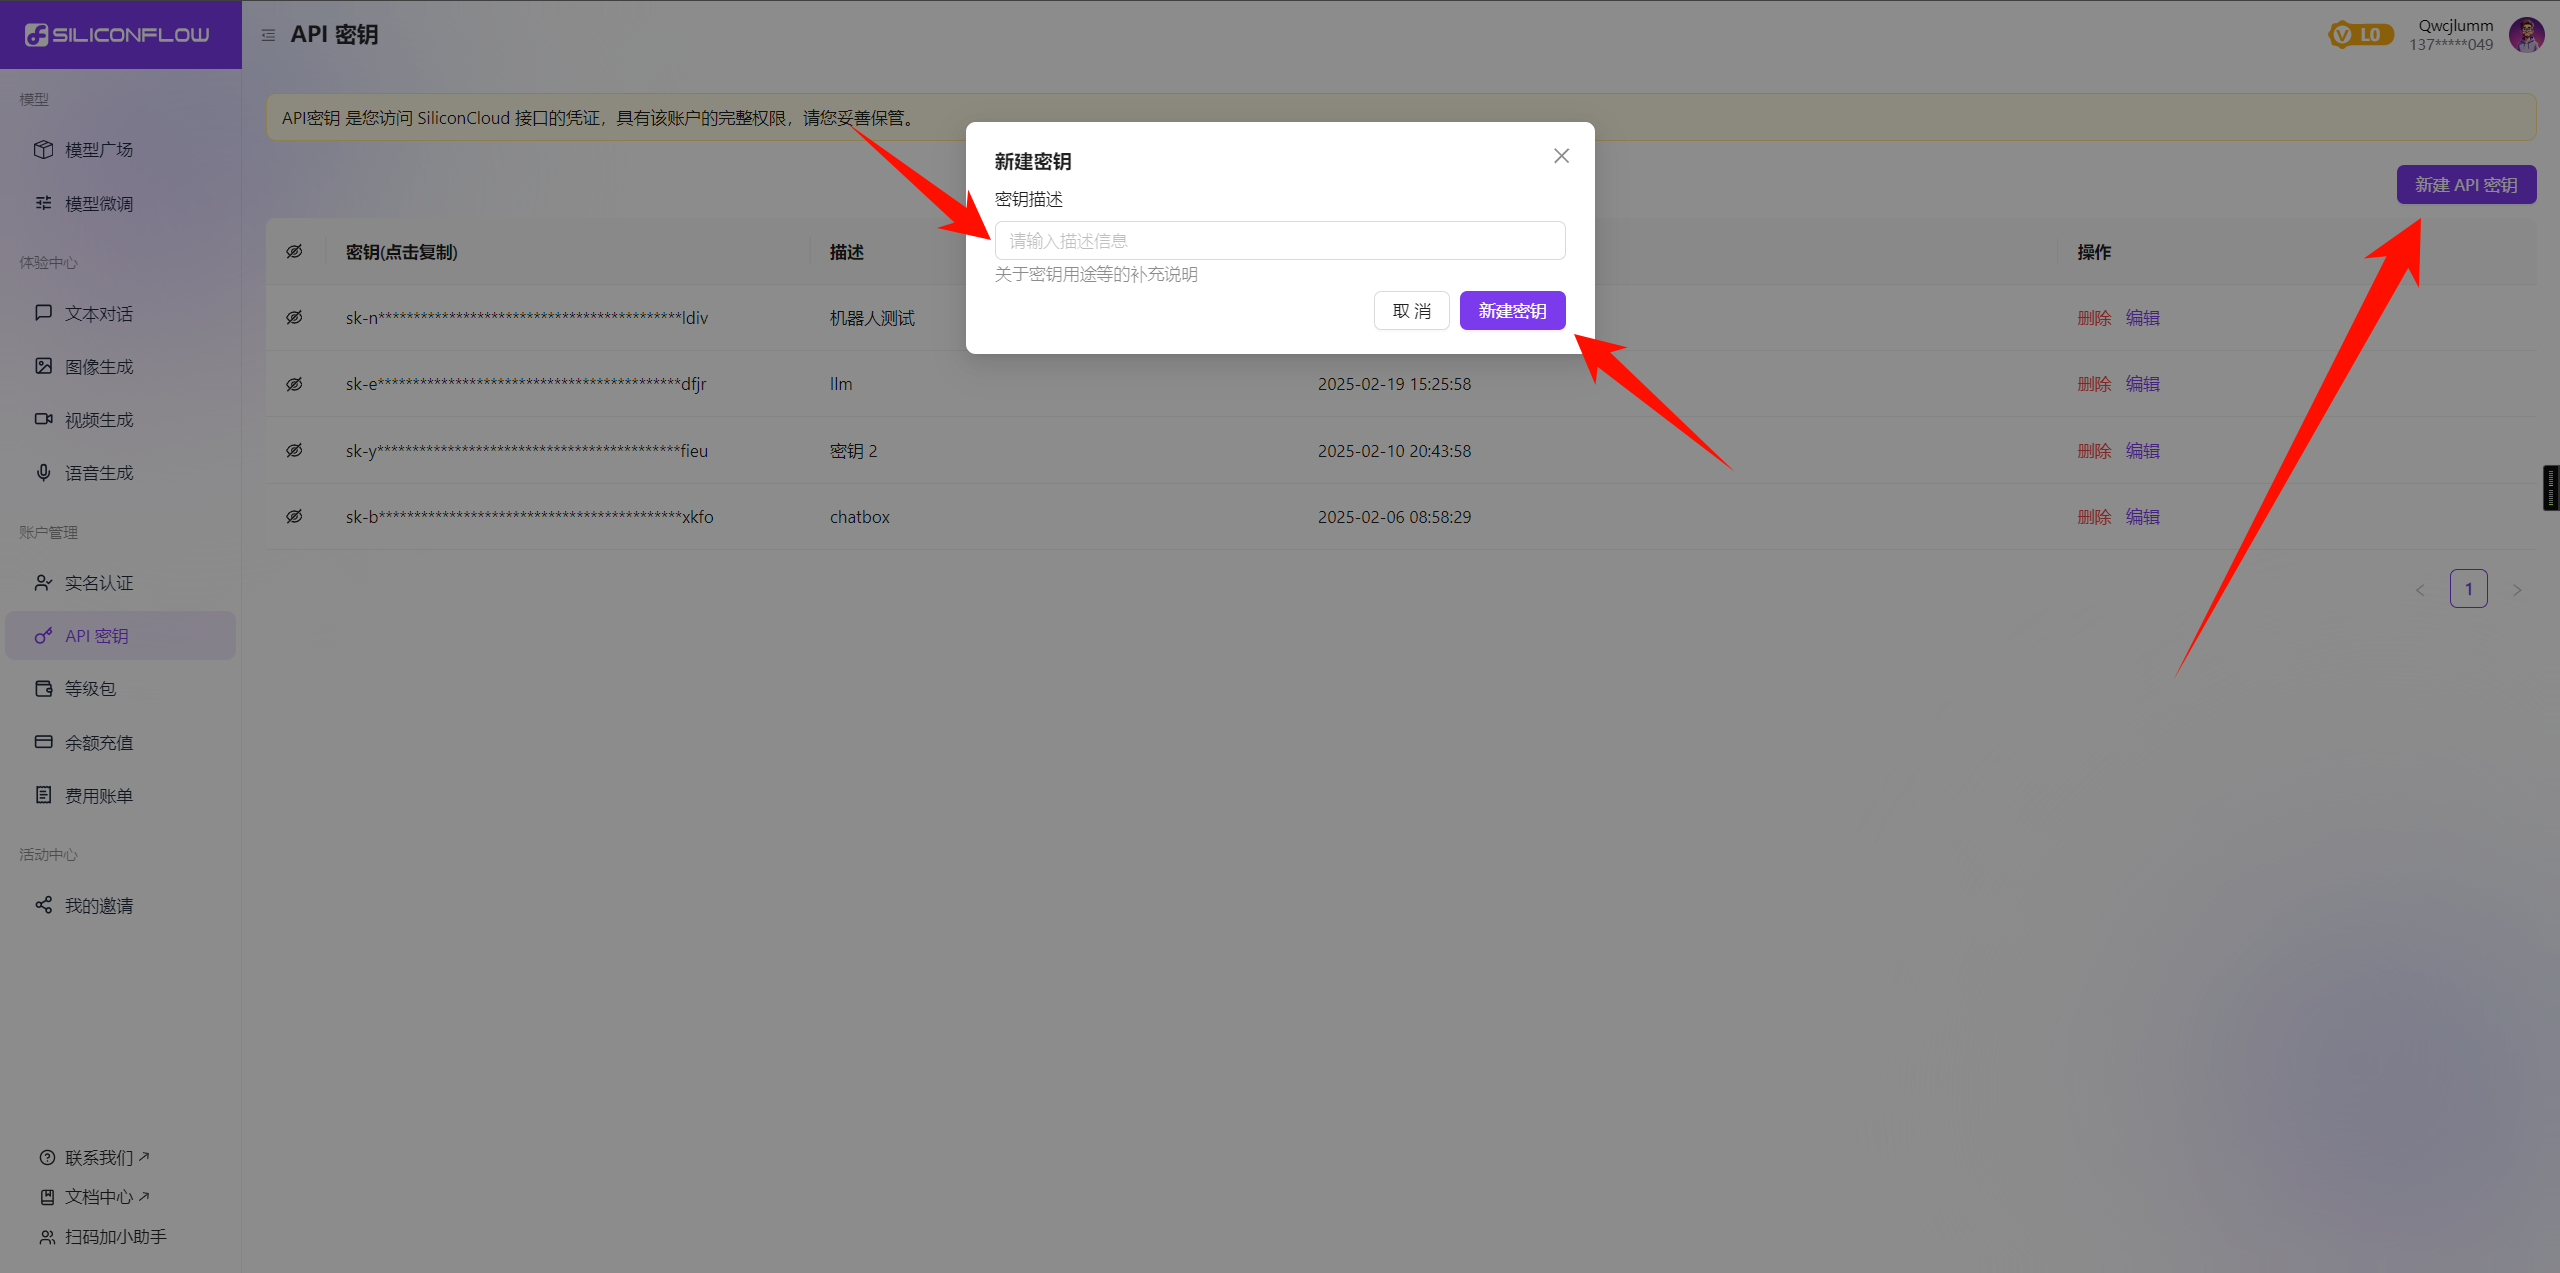 SILICONFLOW
API 密钥
L0
Qwcjlumm
137*****049
模型
模型广场
模型微调
体验中心
文本对话
图像生成
视频生成
语音生成
账户管理
实名认证
API 密钥
等级包
余额充值
费用账单
活动中心
我的邀请
联系我们
文档中心
扫码加小助手
API密钥 是您访问 SiliconCloud 接口的凭证，具有该账户的完整权限，请您妥善保管。
新建 API 密钥
密钥(点击复制) 描述 操作
sk-n********************************************ldiv 机器人测试 删除 编辑
sk-e********************************************dfjr llm 2025-02-19 15:25:58 删除 编辑
sk-y********************************************fieu 密钥 2 2025-02-10 20:43:58 删除 编辑
sk-b********************************************xkfo chatbox 2025-02-06 08:58:29 删除 编辑
1
新建密钥
密钥描述
请输入描述信息
关于密钥用途等的补充说明
取 消 新建密钥